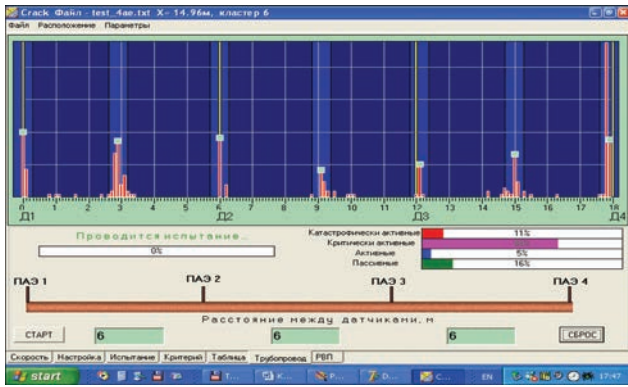 Crack Файл - test_4ae.txt X= 14.96м, кластер 6
Файл Расположение Параметры
0 1 2 3 4 5 6 7 8 9 10 11 12 13 14 15 16 17 18
Д1 Д2 Д3 Д4
Проводится испытание...
0%
Катастрофически активные 11%
Критически активные
Активные 5%
Пассивные 16%
ПАЭ 1 ПАЭ 2 ПАЭ 3 ПАЭ 4
Расстояние между датчиками, м
СТАРТ 6 6 6 СБРОС
Скорость Настройка Испытание Критерий Таблица Трубопровод РВП
start Т... К... Р... 7 D... С... EN 17:47